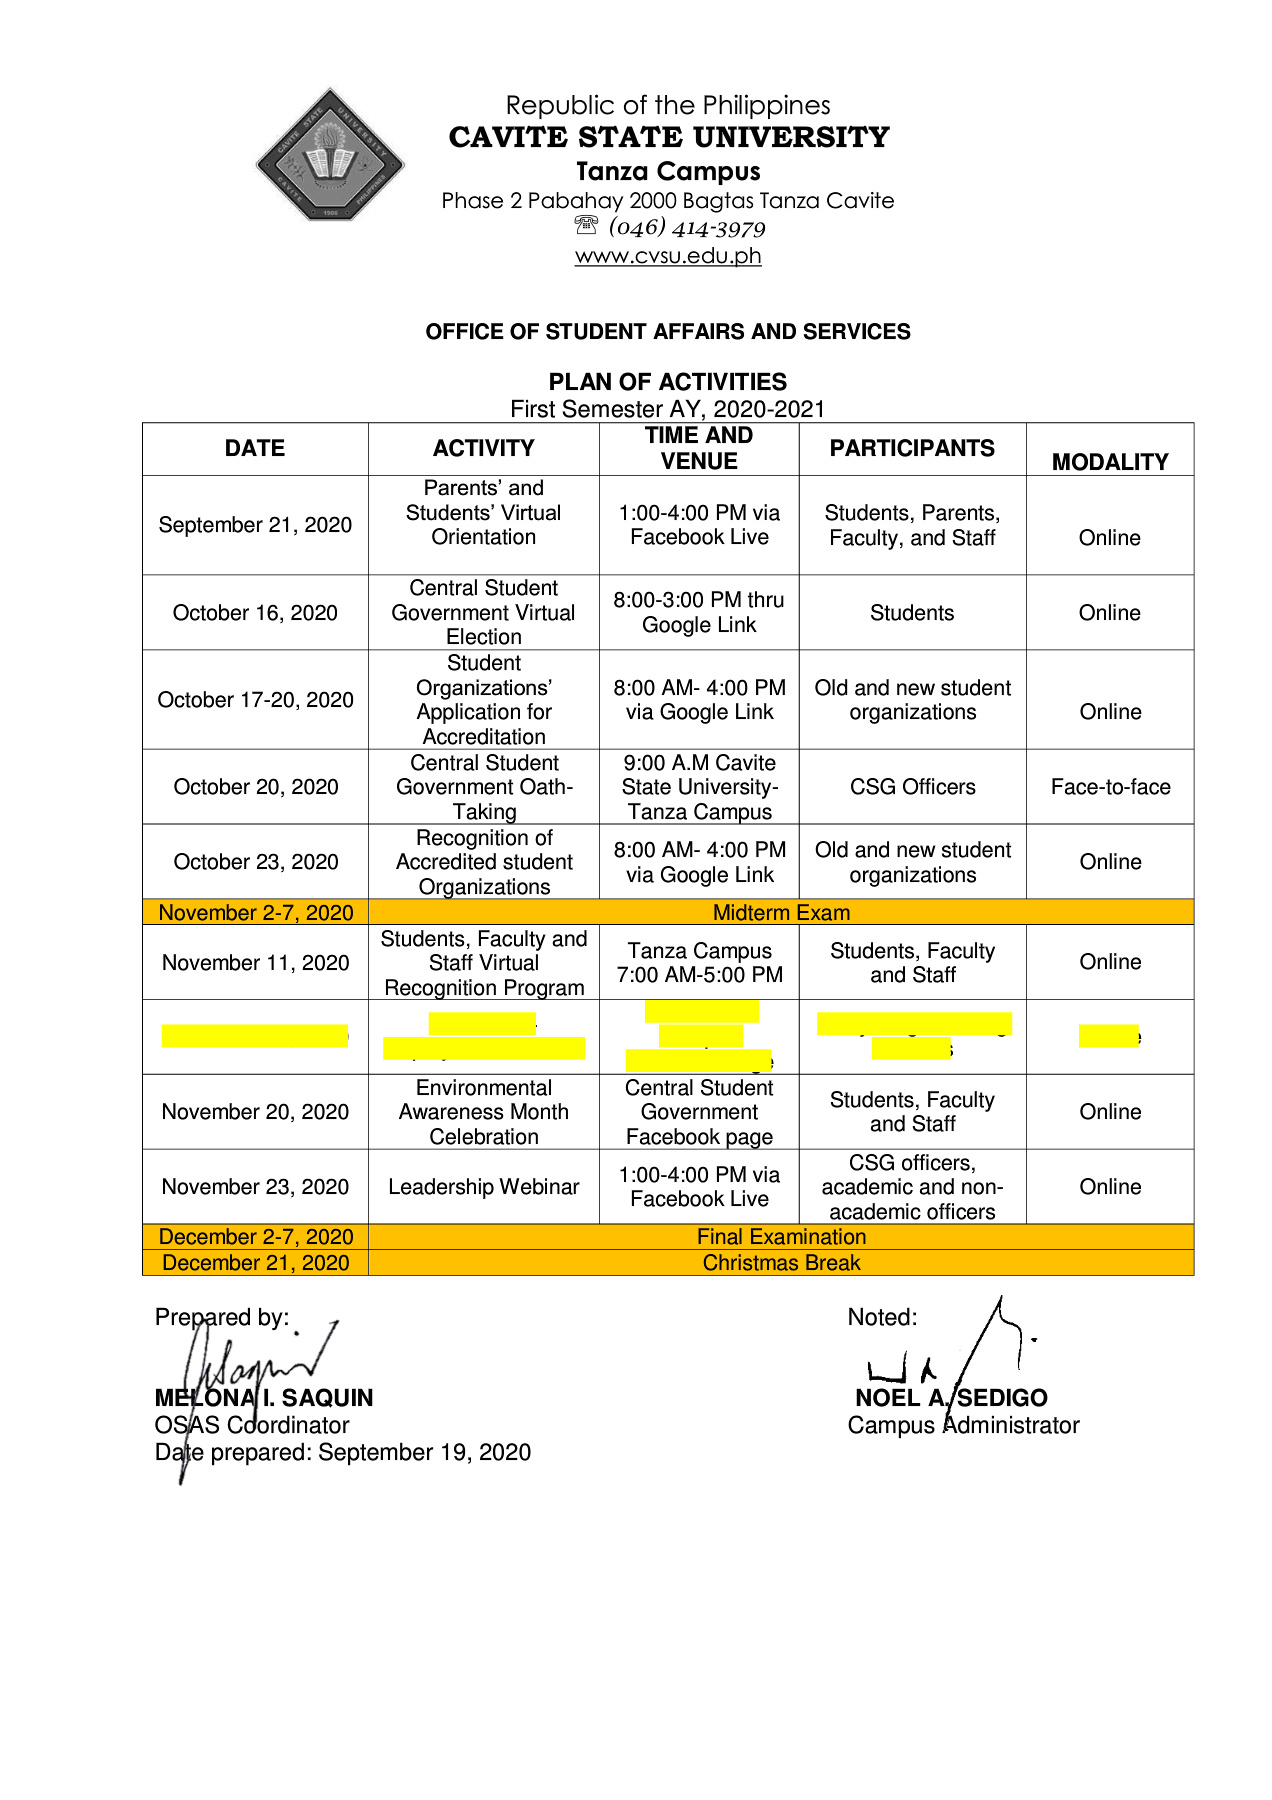 Republic of the Philippines
CAVITE STATE UNIVERSITY
Tanza Campus
Phase 2 Pabahay 2000 Bagtas Tanza Cavite
☏ (046) 414-3979
www.cvsu.edu.ph
CAVITE STATE UNIVERSITY
CAVITE PHILIPPINES
1906
OFFICE OF STUDENT AFFAIRS AND SERVICES
PLAN OF ACTIVITIES
First Semester AY, 2020-2021
DATE
ACTIVITY
TIME AND
VENUE
PARTICIPANTS
MODALITY
September 21, 2020
Parents’ and
Students’ Virtual
Orientation
1:00-4:00 PM via
Facebook Live
Students, Parents,
Faculty, and Staff
Online
October 16, 2020
Central Student
Government Virtual
Election
8:00-3:00 PM thru
Google Link
Students
Online
October 17-20, 2020
Student
Organizations’
Application for
Accreditation
8:00 AM- 4:00 PM
via Google Link
Old and new student
organizations
Online
October 20, 2020
Central Student
Government Oath-
Taking
9:00 A.M Cavite
State University-
Tanza Campus
CSG Officers
Face-to-face
October 23, 2020
Recognition of
Accredited student
Organizations
8:00 AM- 4:00 PM
via Google Link
Old and new student
organizations
Online
November 2-7, 2020
Midterm Exam
November 11, 2020
Students, Faculty and
Staff Virtual
Recognition Program
Tanza Campus
7:00 AM-5:00 PM
Students, Faculty
and Staff
Online
November 20, 2020
Environmental
Awareness Month
Celebration
Central Student
Government
Facebook page
Students, Faculty
and Staff
Online
November 23, 2020
Leadership Webinar
1:00-4:00 PM via
Facebook Live
CSG officers,
academic and non-
academic officers
Online
December 2-7, 2020
Final Examination
December 21, 2020
Christmas Break
Prepared by:
MELONA I. SAQUIN
OSAS Coordinator
Date prepared: September 19, 2020
Noted:
NOEL A. SEDIGO
Campus Administrator